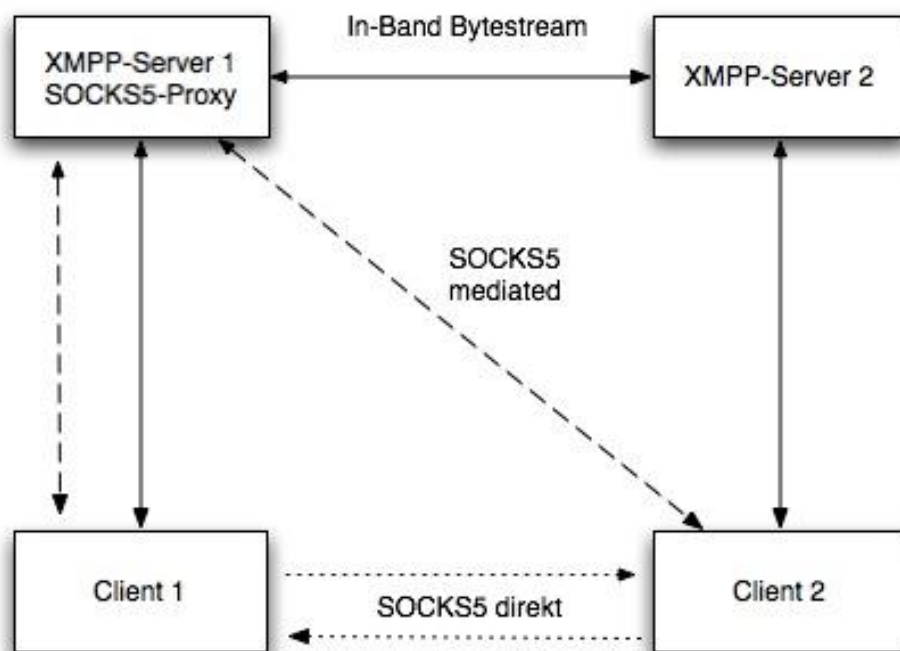 In-Band Bytestream
XMPP-Server 1
SOCKS5-Proxy
XMPP-Server 2
SOCKS5
mediated
Client 1
SOCKS5 direkt
Client 2